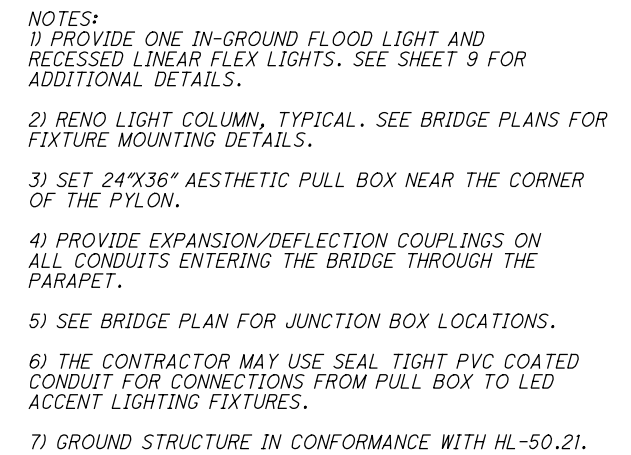 NOTES:
1) PROVIDE ONE IN-GROUND FLOOD LIGHT AND
RECESSED LINEAR FLEX LIGHTS. SEE SHEET 9 FOR
ADDITIONAL DETAILS.
2) RENO LIGHT COLUMN, TYPICAL. SEE BRIDGE PLANS FOR
FIXTURE MOUNTING DETAILS.
3) SET 24"X36" AESTHETIC PULL BOX NEAR THE CORNER
OF THE PYLON.
4) PROVIDE EXPANSION/DEFLECTION COUPLINGS ON
ALL CONDUITS ENTERING THE BRIDGE THROUGH THE
PARAPET.
5) SEE BRIDGE PLAN FOR JUNCTION BOX LOCATIONS.
6) THE CONTRACTOR MAY USE SEAL TIGHT PVC COATED
CONDUIT FOR CONNECTIONS FROM PULL BOX TO LED
ACCENT LIGHTING FIXTURES.
7) GROUND STRUCTURE IN CONFORMANCE WITH HL-50.21.